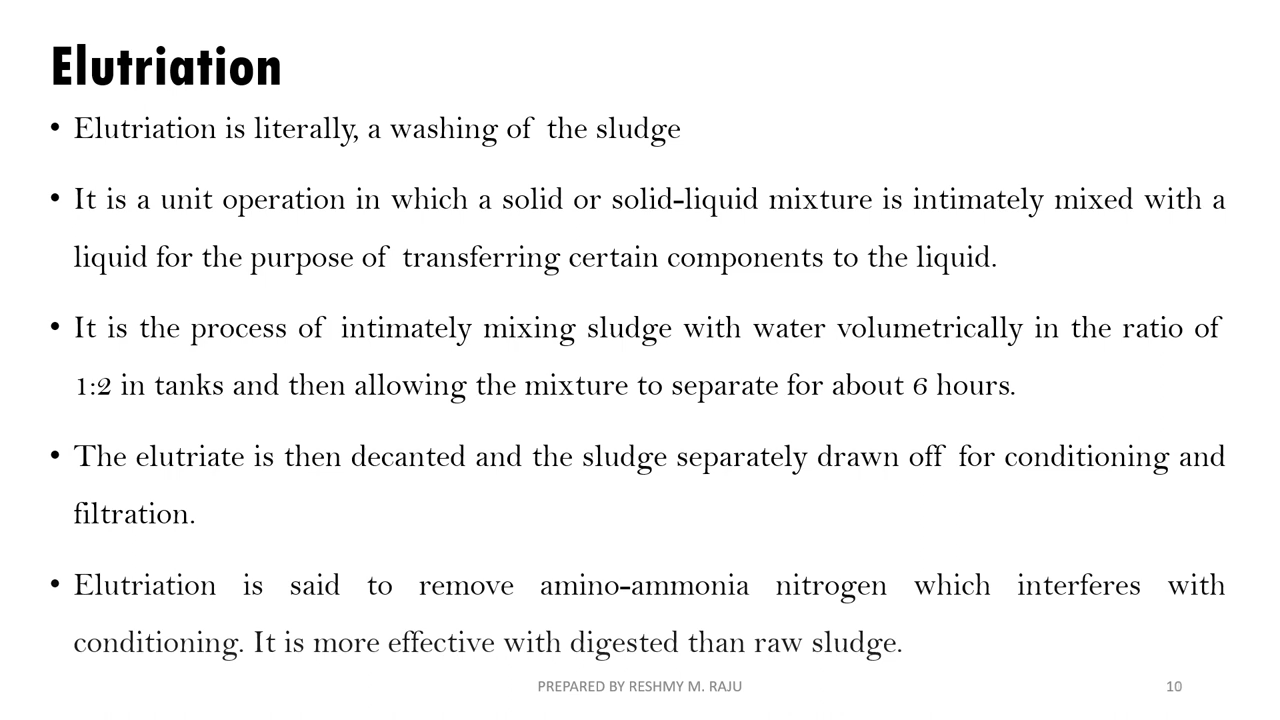 Elutriation
• Elutriation is literally, a washing of the sludge
• It is a unit operation in which a solid or solid-liquid mixture is intimately mixed with a
liquid for the purpose of transferring certain components to the liquid.
• It is the process of intimately mixing sludge with water volumetrically in the ratio of
1:2 in tanks and then allowing the mixture to separate for about 6 hours.
• The elutriate is then decanted and the sludge separately drawn off for conditioning and
filtration.
• Elutriation is said to remove amino-ammonia nitrogen which interferes with
conditioning. It is more effective with digested than raw sludge.
PREPARED BY RESHMY M. RAJU
10